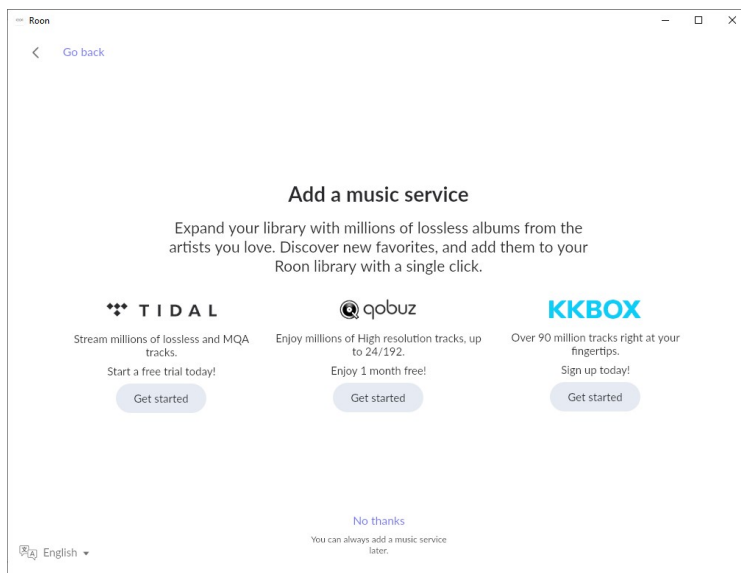 Roon
Go back
Add a music service
Expand your library with millions of lossless albums from the
artists you love. Discover new favorites, and add them to your
Roon library with a single click.
TIDAL
Stream millions of lossless and MQA
tracks.
Start a free trial today!
Get started
qobuz
Enjoy millions of High resolution tracks, up
to 24/192.
Enjoy 1 month free!
Get started
KKBOX
Over 90 million tracks right at your
fingertips.
Sign up today!
Get started
No thanks
You can always add a music service
later.
English